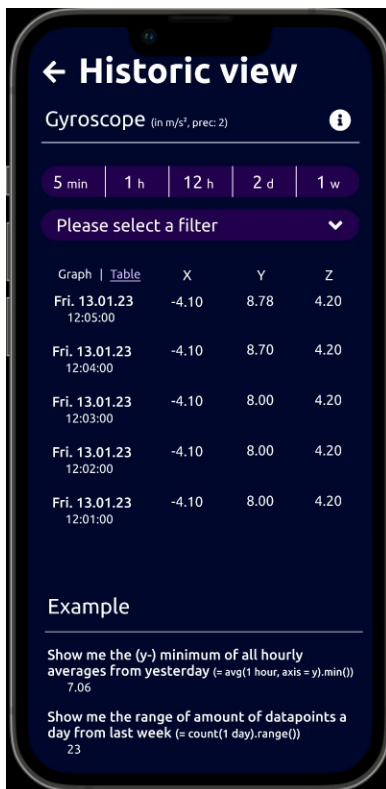 ← Historic view
Gyroscope (in m/s², prec: 2)
5 min 1 h 12 h 2 d 1 w
Please select a filter
Graph | Table X Y Z
Fri. 13.01.23 -4.10 8.78 4.20
12:05:00
Fri. 13.01.23 -4.10 8.70 4.20
12:04:00
Fri. 13.01.23 -4.10 8.00 4.20
12:03:00
Fri. 13.01.23 -4.10 8.00 4.20
12:02:00
Fri. 13.01.23 -4.10 8.00 4.20
12:01:00
Example
Show me the (y-) minimum of all hourly
averages from yesterday (= avg(1 hour, axis = y).min())
7.06
Show me the range of amount of datapoints a
day from last week (= count(1 day).range())
23